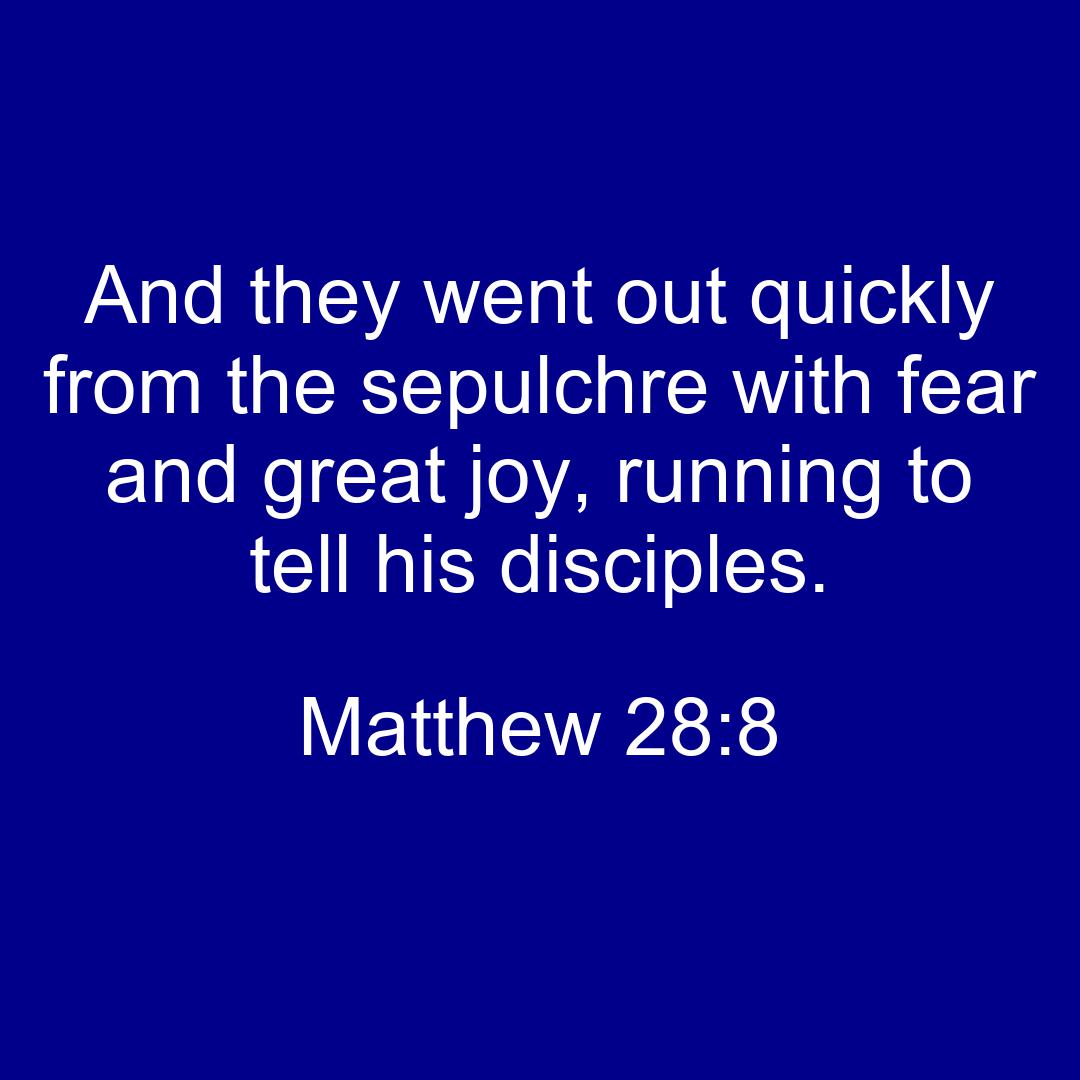 And they went out quickly
from the sepulchre with fear
and great joy, running to
tell his disciples.
Matthew 28:8